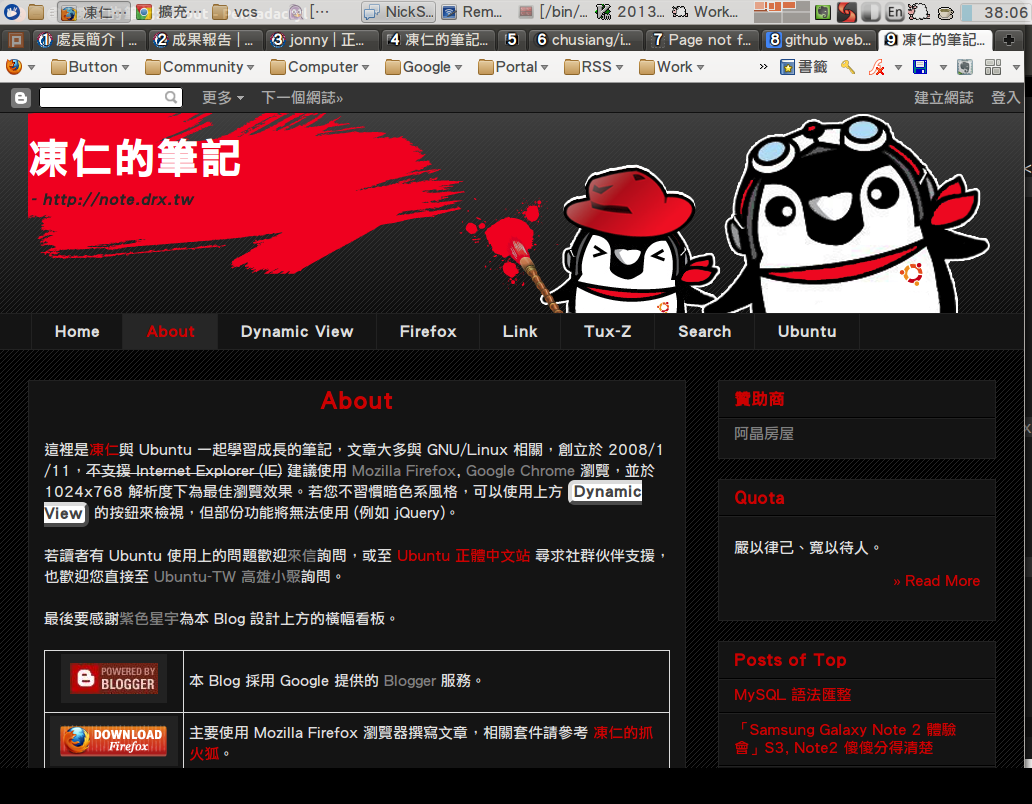 凍仁…
擴充…
vcs
[…
NickS…
Rem…
[/bin/…
2013…
Work…
En
38:06
1 處長簡介 | …
2 成果報告 | …
3 jonny | 正…
4 凍仁的筆記…
5
6 chusiang/i…
7 Page not f…
8 github web…
9 凍仁的筆記…
Button
Community
Computer
Google
Portal
RSS
Work
»
書籤
更多
下一個網誌»
建立網誌
登入
凍仁的筆記
- http://note.drx.tw
Home
About
Dynamic View
Firefox
Link
Tux-Z
Search
Ubuntu
About
這裡是凍仁與 Ubuntu 一起學習成長的筆記，文章大多與 GNU/Linux 相關，創立於 2008/1
/11，不支援 Internet Explorer (IE) 建議使用 Mozilla Firefox, Google Chrome 瀏覽，並於
1024x768 解析度下為最佳瀏覽效果。若您不習慣暗色系風格，可以使用上方 Dynamic
View 的按鈕來檢視，但部份功能將無法使用 (例如 jQuery)。
若讀者有 Ubuntu 使用上的問題歡迎來信詢問，或至 Ubuntu 正體中文站 尋求社群伙伴支援，
也歡迎您直接至 Ubuntu-TW 高雄小聚詢問。
最後要感謝紫色星宇為本 Blog 設計上方的橫幅看板。
POWERED BY
BLOGGER
本 Blog 採用 Google 提供的 Blogger 服務。
DOWNLOAD
Firefox
主要使用 Mozilla Firefox 瀏覽器撰寫文章，相關套件請參考 凍仁的抓
火狐。
贊助商
阿晶房屋
Quota
嚴以律己、寬以待人。
» Read More
Posts of Top
MySQL 語法匯整
「Samsung Galaxy Note 2 體驗
會」S3, Note2 傻傻分得清楚